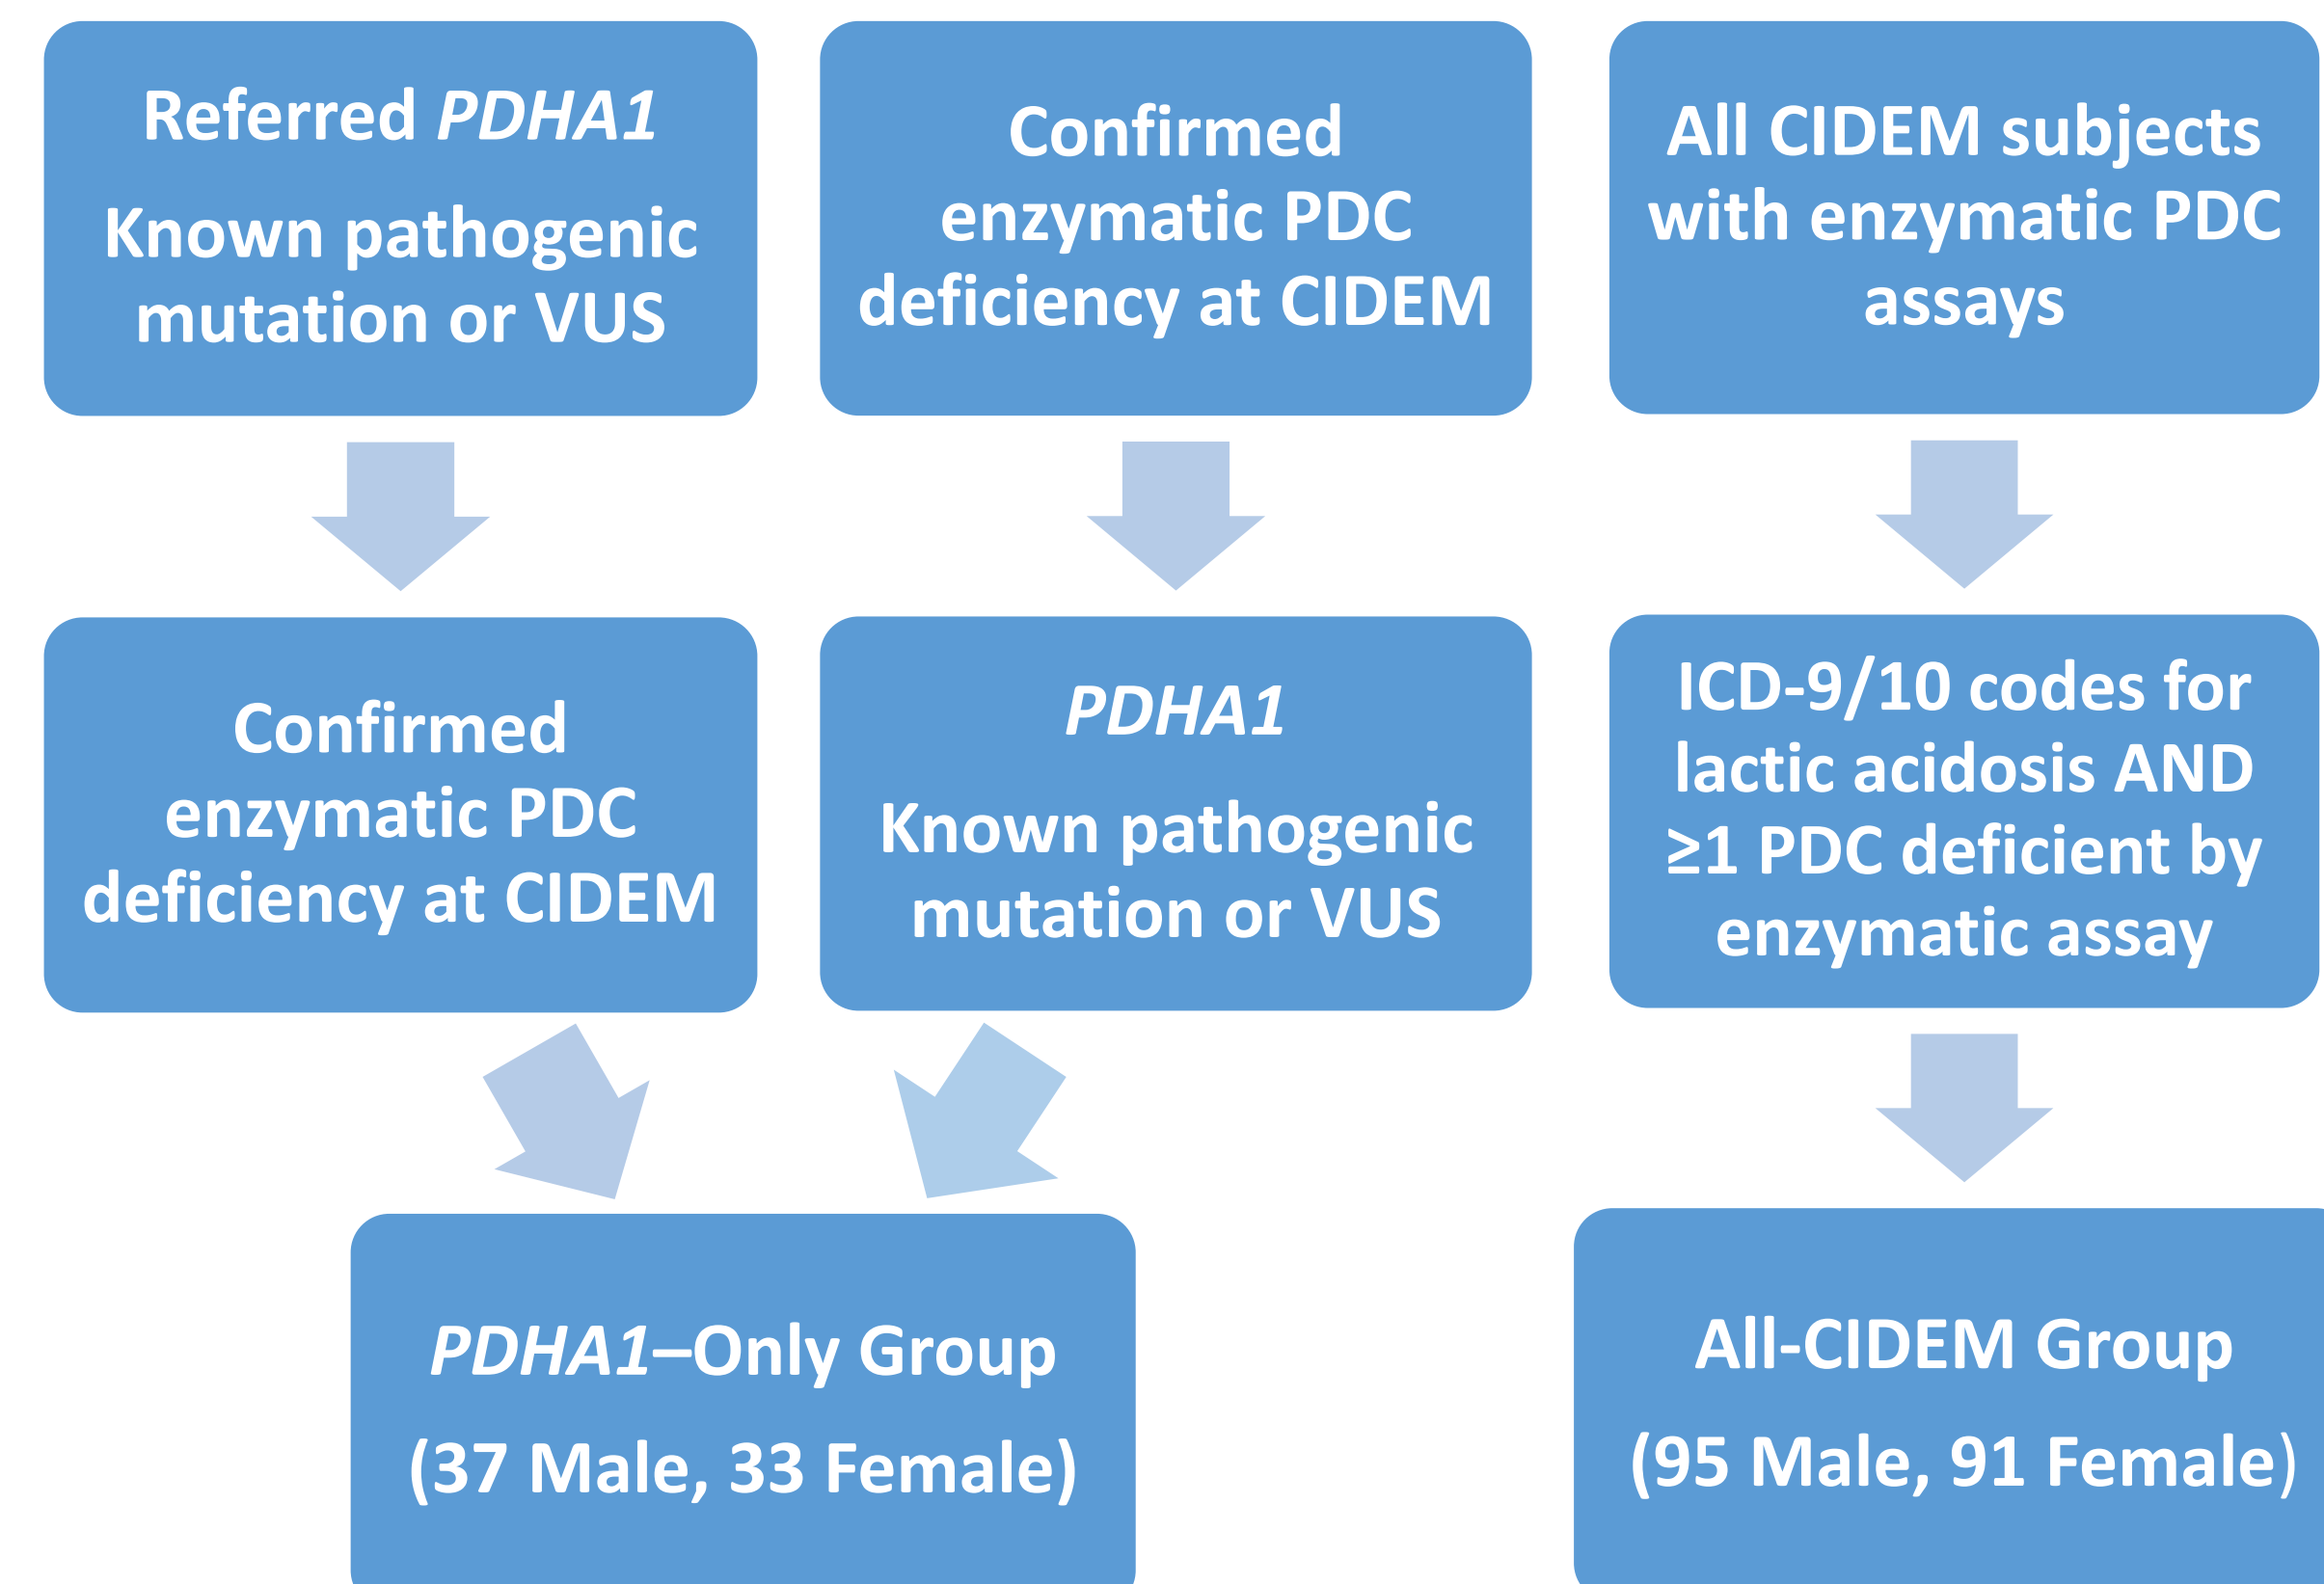 Referred PDHA1
Known pathogenic
mutation or VUS
Confirmed
enzymatic PDC
deficiency at CIDEM
All CIDEM subjects
with enzymatic PDC
assays
Confirmed
enzymatic PDC
deficiency at CIDEM
PDHA1
Known pathogenic
mutation or VUS
ICD-9/10 codes for
lactic acidosis AND
≥1 PDC deficient by
enzymatic assay
PDHA1—Only Group
(37 Male, 33 Female)
All-CIDEM Group
(95 Male, 91 Female)